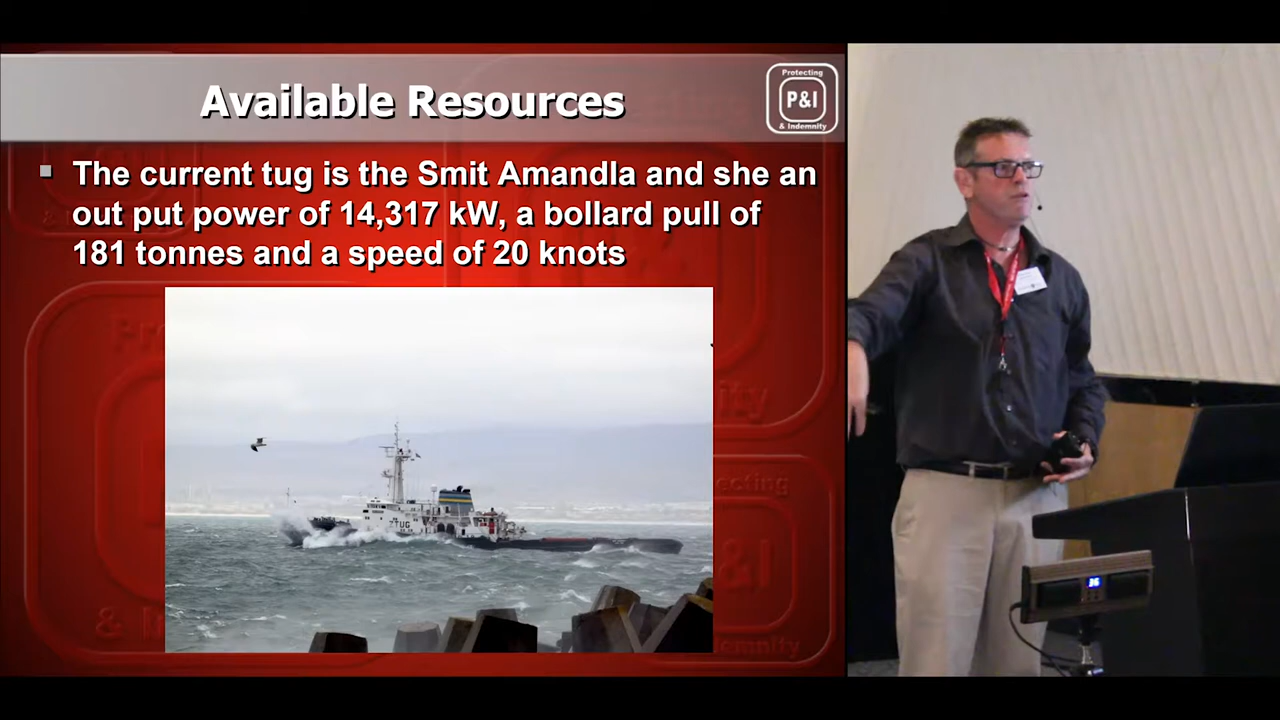 Available Resources
Protecting
P&I
& Indemnity
The current tug is the Smit Amandla and she an
out put power of 14,317 kW, a bollard pull of
181 tonnes and a speed of 20 knots
TUG
36